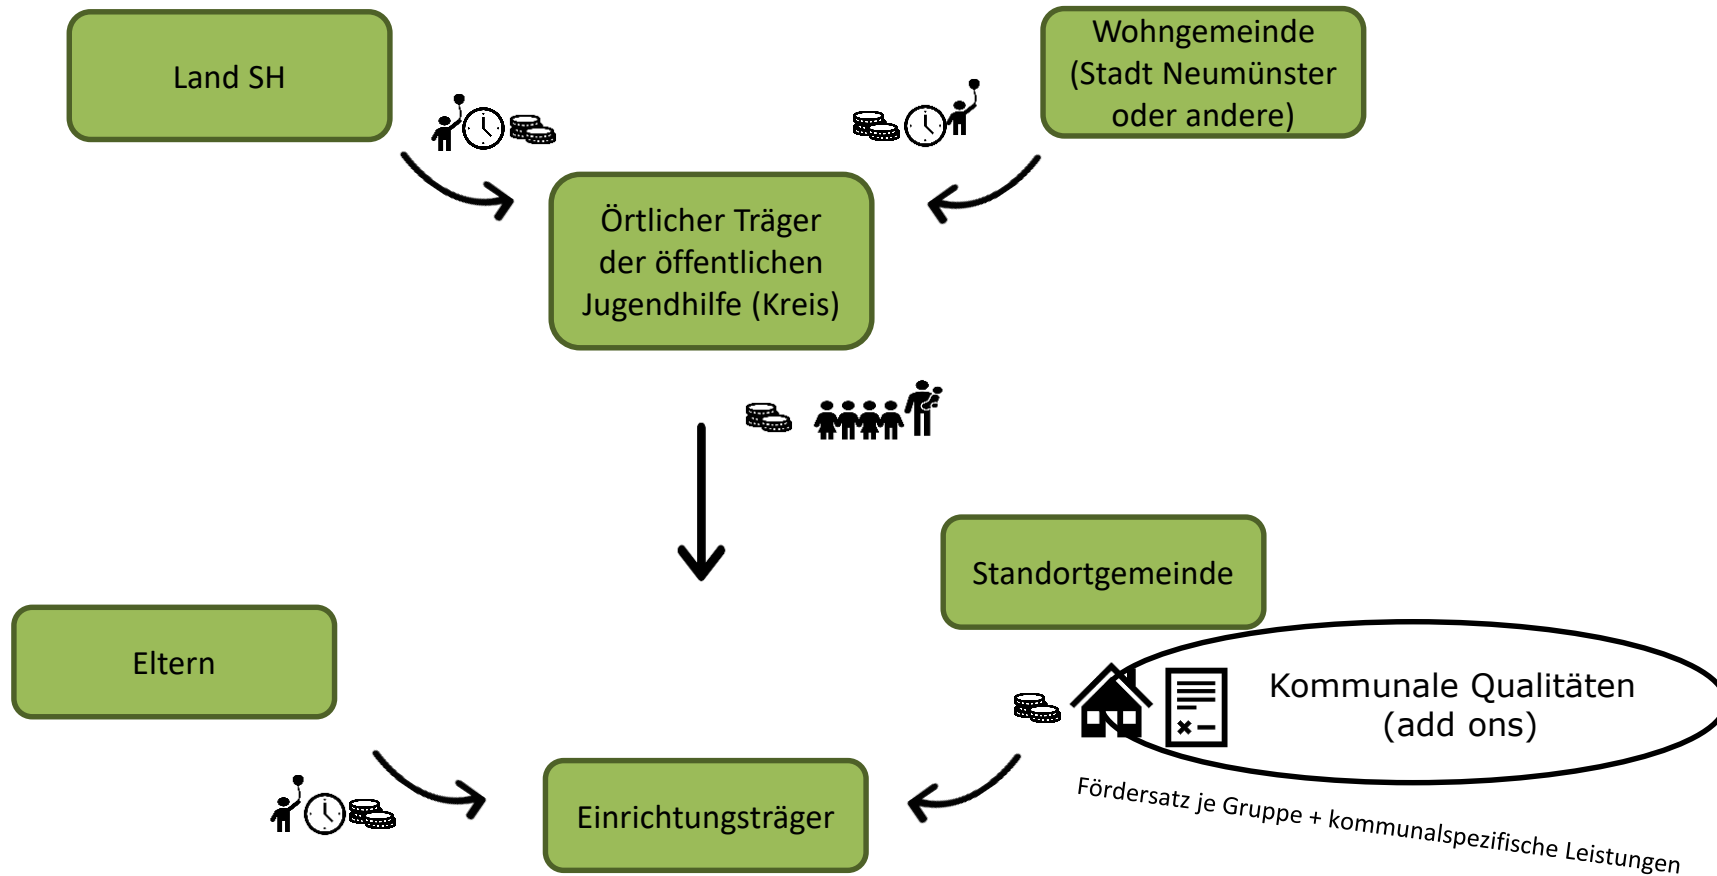 Land SH
Wohngemeinde
(Stadt Neumünster
oder andere)
Örtlicher Träger
der öffentlichen
Jugendhilfe (Kreis)
Standortgemeinde
Eltern
Kommunale Qualitäten
(add ons)
Einrichtungsträger
Fördersatz je Gruppe + kommunalspezifische Leistungen